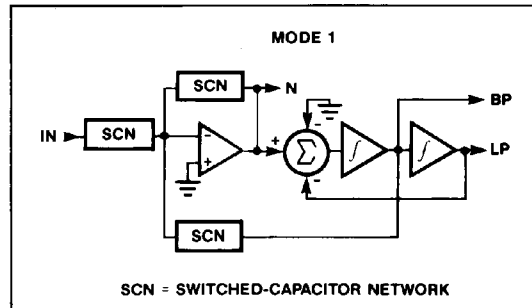 MODE 1
SCN
N
BP
IN
SCN
−
+
+
−
Σ
−
∫
∫
LP
SCN
SCN = SWITCHED-CAPACITOR NETWORK